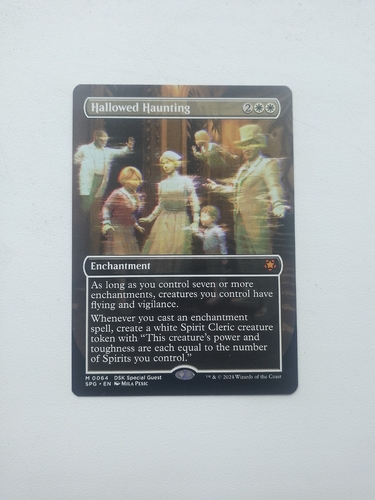 Hallowed Haunting 2
Enchantment
As long as you control seven or more
enchantments, creatures you control have
flying and vigilance.
Whenever you cast an enchantment
spell, create a white Spirit Cleric creature
token with “This creature's power and
toughness are each equal to the number
of Spirits you control.”
M 0064 DSK Special Guest
SPG • EN Mila Pesic ™ & © 2024 Wizards of the Coast